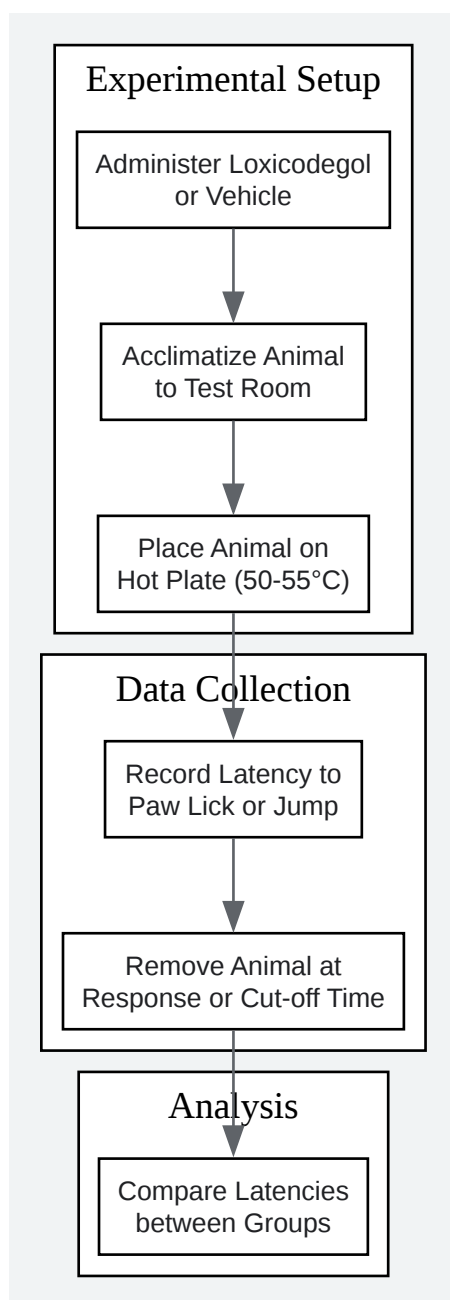 Experimental Setup
Administer Loxicodegol
or Vehicle
Acclimatize Animal
to Test Room
Place Animal on
Hot Plate (50-55°C)
Data Collection
Record Latency to
Paw Lick or Jump
Remove Animal at
Response or Cut-off Time
Analysis
Compare Latencies
between Groups